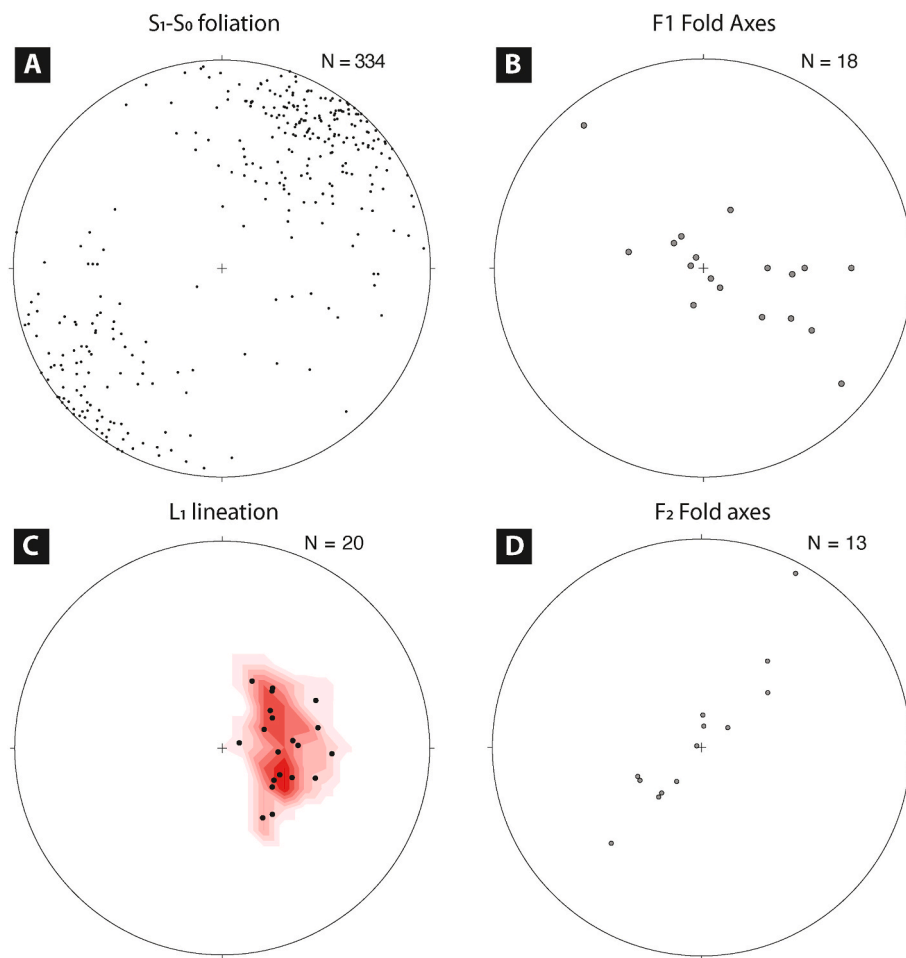 S₁-S₀ foliation
A
N = 334
F1 Fold Axes
B
N = 18
L₁ lineation
C
N = 20
F₂ Fold axes
D
N = 13